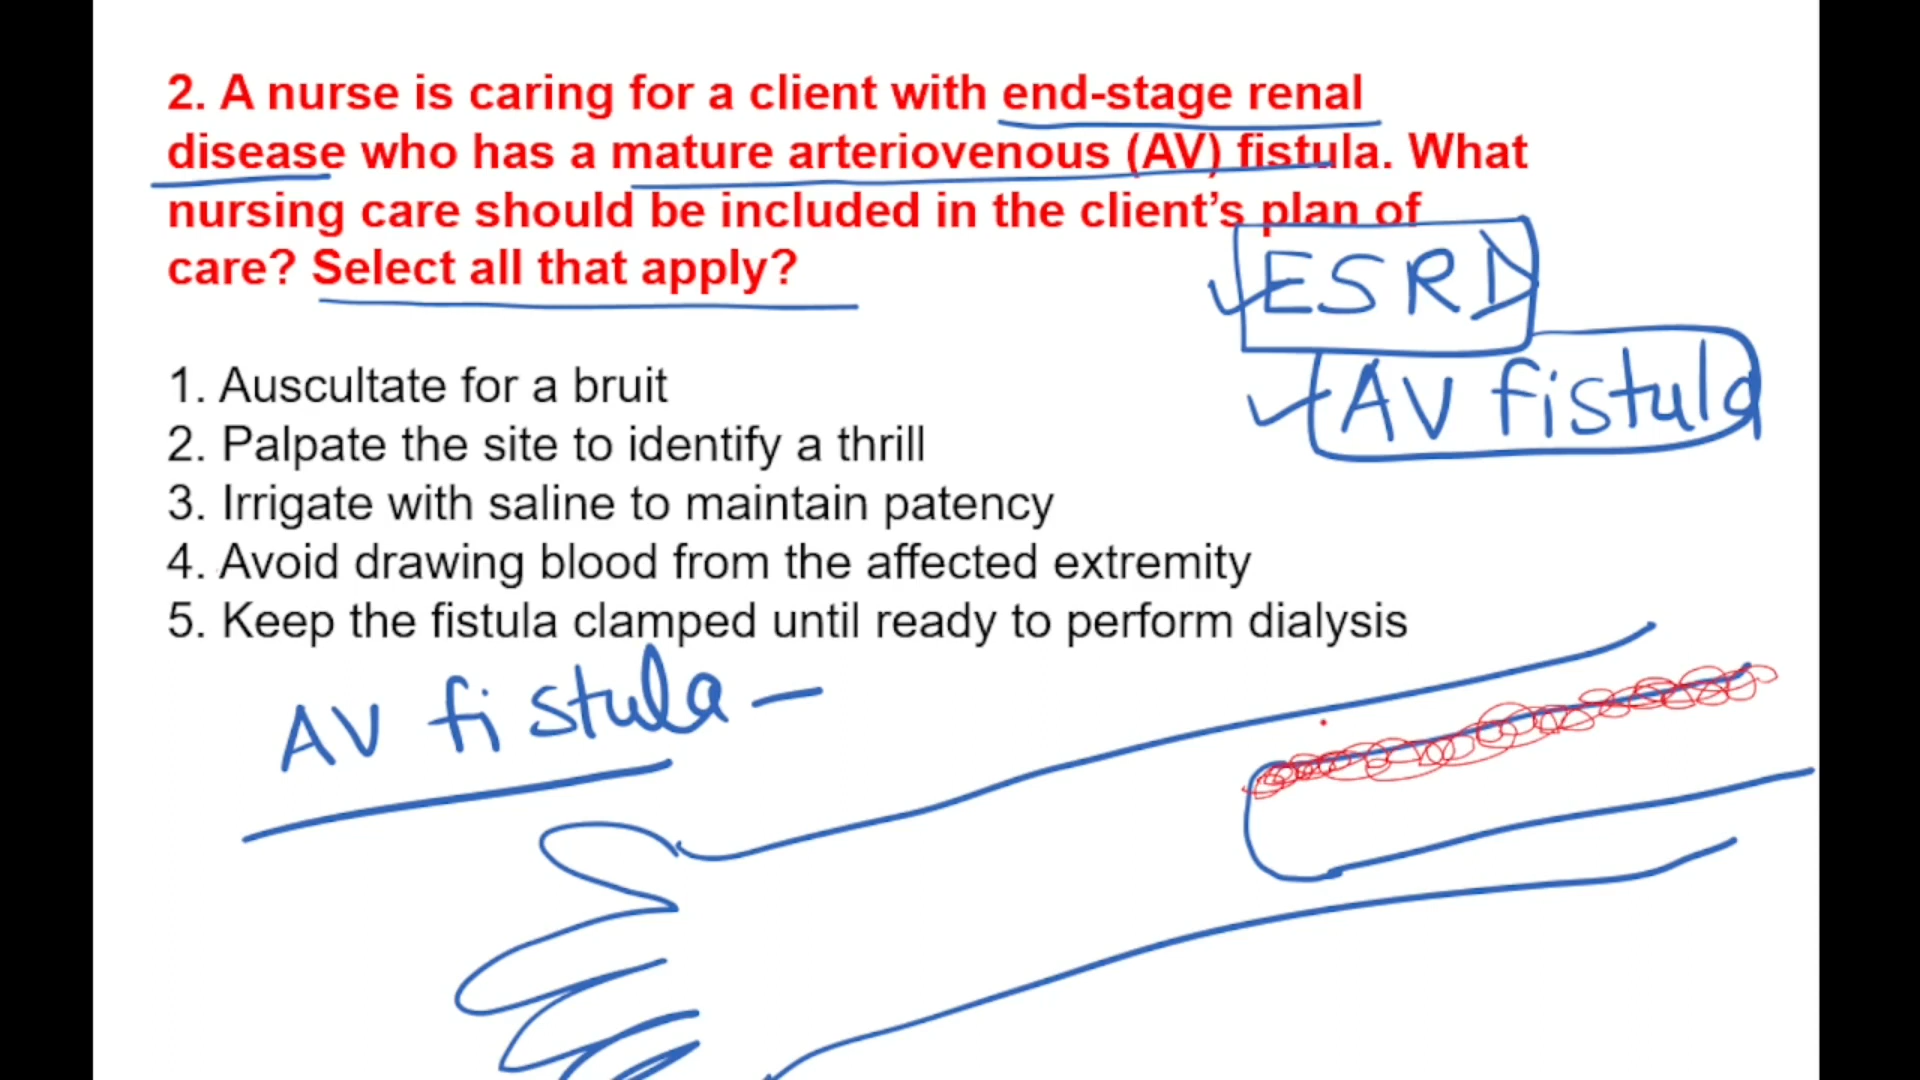 2. A nurse is caring for a client with end-stage renal
disease who has a mature arteriovenous (AV) fistula. What
nursing care should be included in the client’s plan of
care? Select all that apply?
ESRD
AV fistula
1. Auscultate for a bruit
2. Palpate the site to identify a thrill
3. Irrigate with saline to maintain patency
4. Avoid drawing blood from the affected extremity
5. Keep the fistula clamped until ready to perform dialysis
AV fistula —